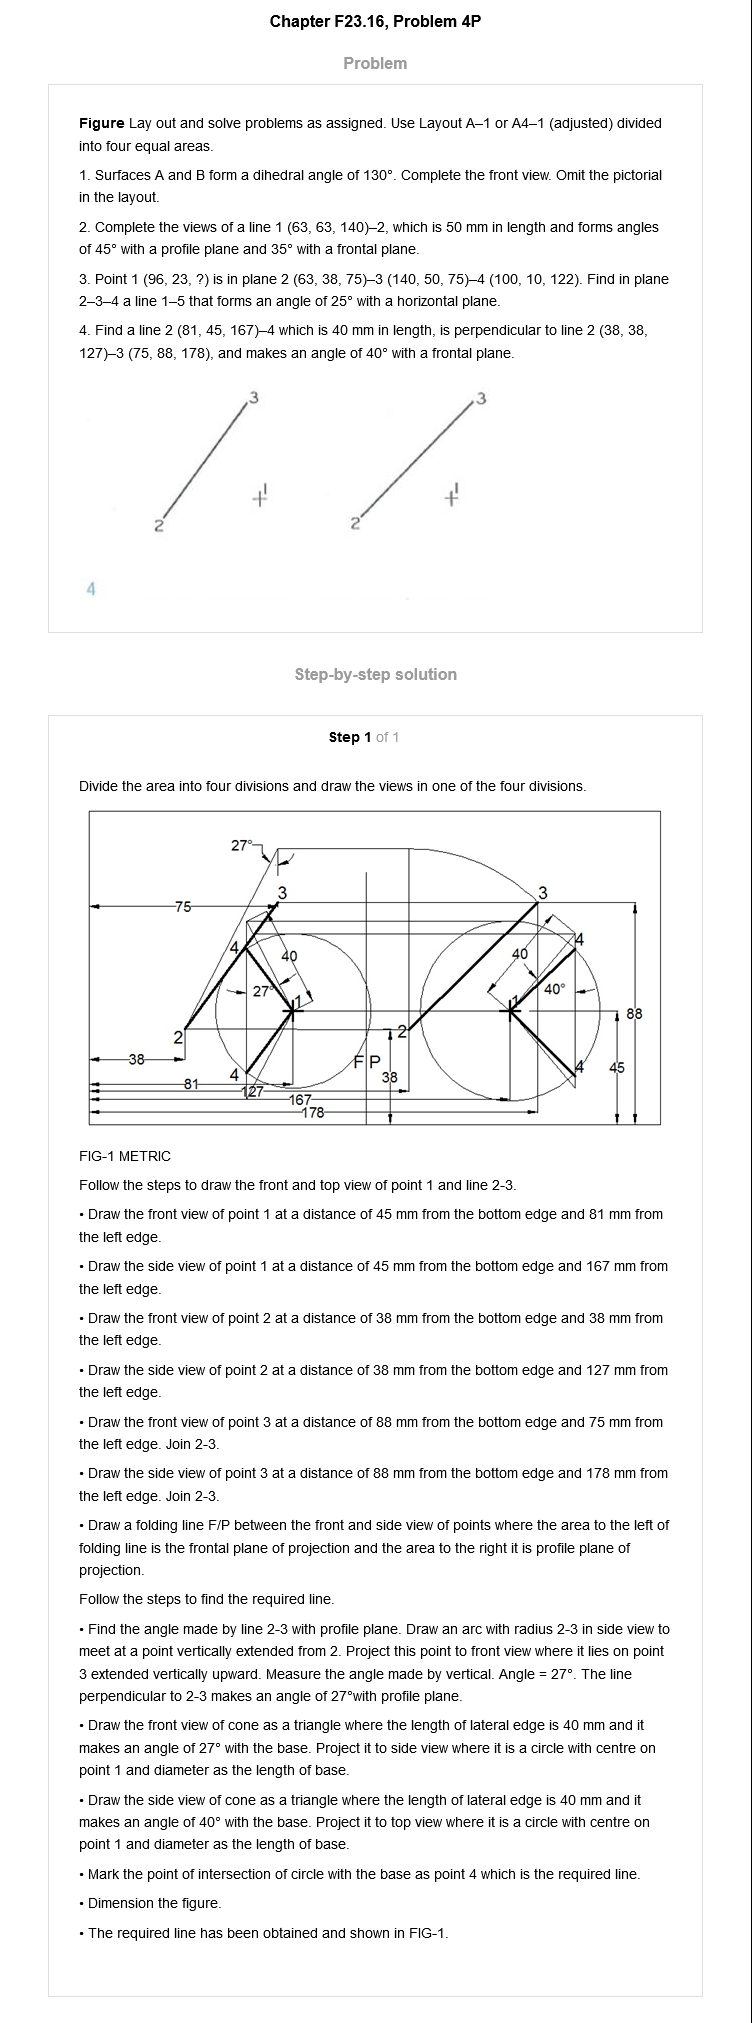 Chapter F23.16, Problem 4P
Problem
Figure Lay out and solve problems as assigned. Use Layout A–1 or A4–1 (adjusted) divided
into four equal areas.
1. Surfaces A and B form a dihedral angle of 130°. Complete the front view. Omit the pictorial
in the layout.
2. Complete the views of a line 1 (63, 63, 140)–2, which is 50 mm in length and forms angles
of 45° with a profile plane and 35° with a frontal plane.
3. Point 1 (96, 23, ?) is in plane 2 (63, 38, 75)–3 (140, 50, 75)–4 (100, 10, 122). Find in plane
2–3–4 a line 1–5 that forms an angle of 25° with a horizontal plane.
4. Find a line 2 (81, 45, 167)–4 which is 40 mm in length, is perpendicular to line 2 (38, 38,
127)–3 (75, 88, 178), and makes an angle of 40° with a frontal plane.
3
3
1
1
2
2
4
Step-by-step solution
Step 1 of 1
Divide the area into four divisions and draw the views in one of the four divisions.
27°
3
3
75
4
40
40
4
27°
1
1
40°
88
2
2
38
F P
4
4
45
81
127
38
167
178
FIG-1 METRIC
Follow the steps to draw the front and top view of point 1 and line 2-3.
• Draw the front view of point 1 at a distance of 45 mm from the bottom edge and 81 mm from
the left edge.
• Draw the side view of point 1 at a distance of 45 mm from the bottom edge and 167 mm from
the left edge.
• Draw the front view of point 2 at a distance of 38 mm from the bottom edge and 38 mm from
the left edge.
• Draw the side view of point 2 at a distance of 38 mm from the bottom edge and 127 mm from
the left edge.
• Draw the front view of point 3 at a distance of 88 mm from the bottom edge and 75 mm from
the left edge. Join 2-3.
• Draw the side view of point 3 at a distance of 88 mm from the bottom edge and 178 mm from
the left edge. Join 2-3.
• Draw a folding line F/P between the front and side view of points where the area to the left of
folding line is the frontal plane of projection and the area to the right it is profile plane of
projection.
Follow the steps to find the required line.
• Find the angle made by line 2-3 with profile plane. Draw an arc with radius 2-3 in side view to
meet at a point vertically extended from 2. Project this point to front view where it lies on point
3 extended vertically upward. Measure the angle made by vertical. Angle = 27°. The line
perpendicular to 2-3 makes an angle of 27°with profile plane.
• Draw the front view of cone as a triangle where the length of lateral edge is 40 mm and it
makes an angle of 27° with the base. Project it to side view where it is a circle with centre on
point 1 and diameter as the length of base.
• Draw the side view of cone as a triangle where the length of lateral edge is 40 mm and it
makes an angle of 40° with the base. Project it to top view where it is a circle with centre on
point 1 and diameter as the length of base.
• Mark the point of intersection of circle with the base as point 4 which is the required line.
• Dimension the figure.
• The required line has been obtained and shown in FIG-1.